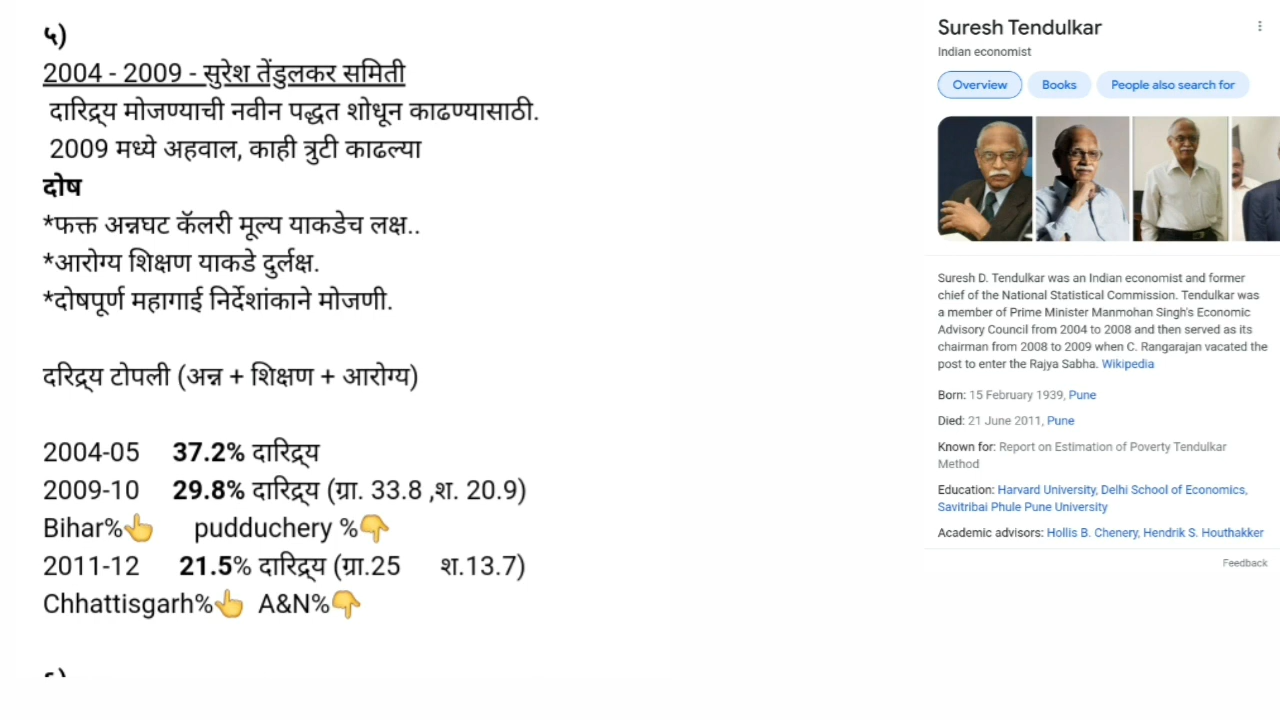 ५)
2004 - 2009 - सुरेश तेंडुलकर समिती
दारिद्र्य मोजण्याची नवीन पद्धत शोधून काढण्यासाठी.
2009 मध्ये अहवाल, काही त्रुटी काढल्या
दोष
*फक्त अन्नघट कॅलरी मूल्य याकडेच लक्ष..
*आरोग्य शिक्षण याकडे दुर्लक्ष.
*दोषपूर्ण महागाई निर्देशांकाने मोजणी.
दरिद्र्य टोपली (अन्न + शिक्षण + आरोग्य)
2004-05 37.2% दारिद्र्य
2009-10 29.8% दारिद्र्य (ग्रा. 33.8 ,श. 20.9)
Bihar%👆 pudduchery %👇
2011-12 21.5% दारिद्र्य (ग्रा.25 श.13.7)
Chhattisgarh%👆 A&N%👇
Suresh Tendulkar
Indian economist
Overview Books People also search for
Suresh D. Tendulkar was an Indian economist and former
chief of the National Statistical Commission. Tendulkar was
a member of Prime Minister Manmohan Singh's Economic
Advisory Council from 2004 to 2008 and then served as its
chairman from 2008 to 2009 when C. Rangarajan vacated the
post to enter the Rajya Sabha. Wikipedia
Born: 15 February 1939, Pune
Died: 21 June 2011, Pune
Known for: Report on Estimation of Poverty Tendulkar
Method
Education: Harvard University, Delhi School of Economics,
Savitribai Phule Pune University
Academic advisors: Hollis B. Chenery, Hendrik S. Houthakker
Feedback